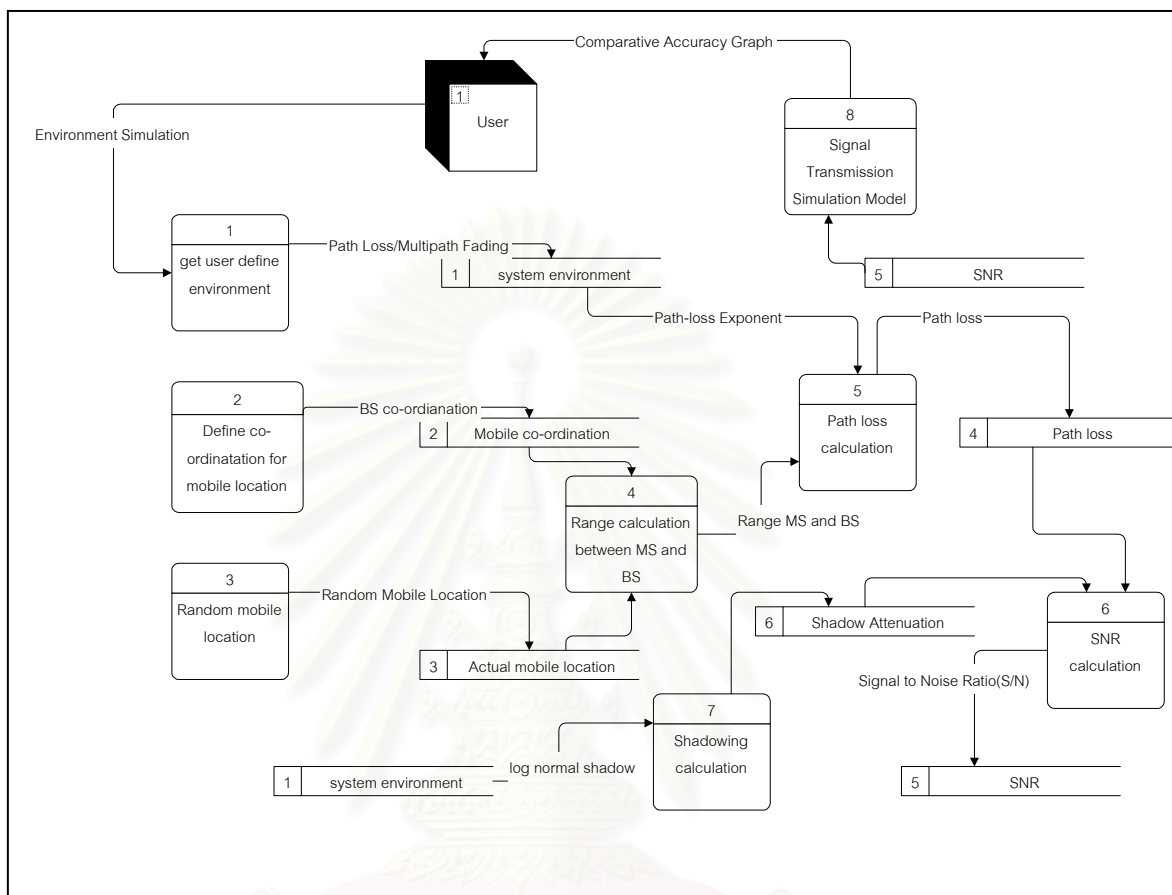 Comparative Accuracy Graph
1
User
Environment Simulation
8
Signal
Transmission
Simulation Model
1
get user define
environment
Path Loss/Multipath Fading
1 system environment
5 SNR
Path-loss Exponent
Path loss
2
Define co-
ordinatation for
mobile location
BS co-ordianation
2 Mobile co-ordination
5
Path loss
calculation
4 Path loss
4
Range calculation
between MS and
BS
Range MS and BS
3
Random mobile
location
Random Mobile Location
3 Actual mobile location
6 Shadow Attenuation
6
SNR
calculation
Signal to Noise Ratio(S/N)
7
Shadowing
calculation
log normal shadow
1 system environment
5 SNR